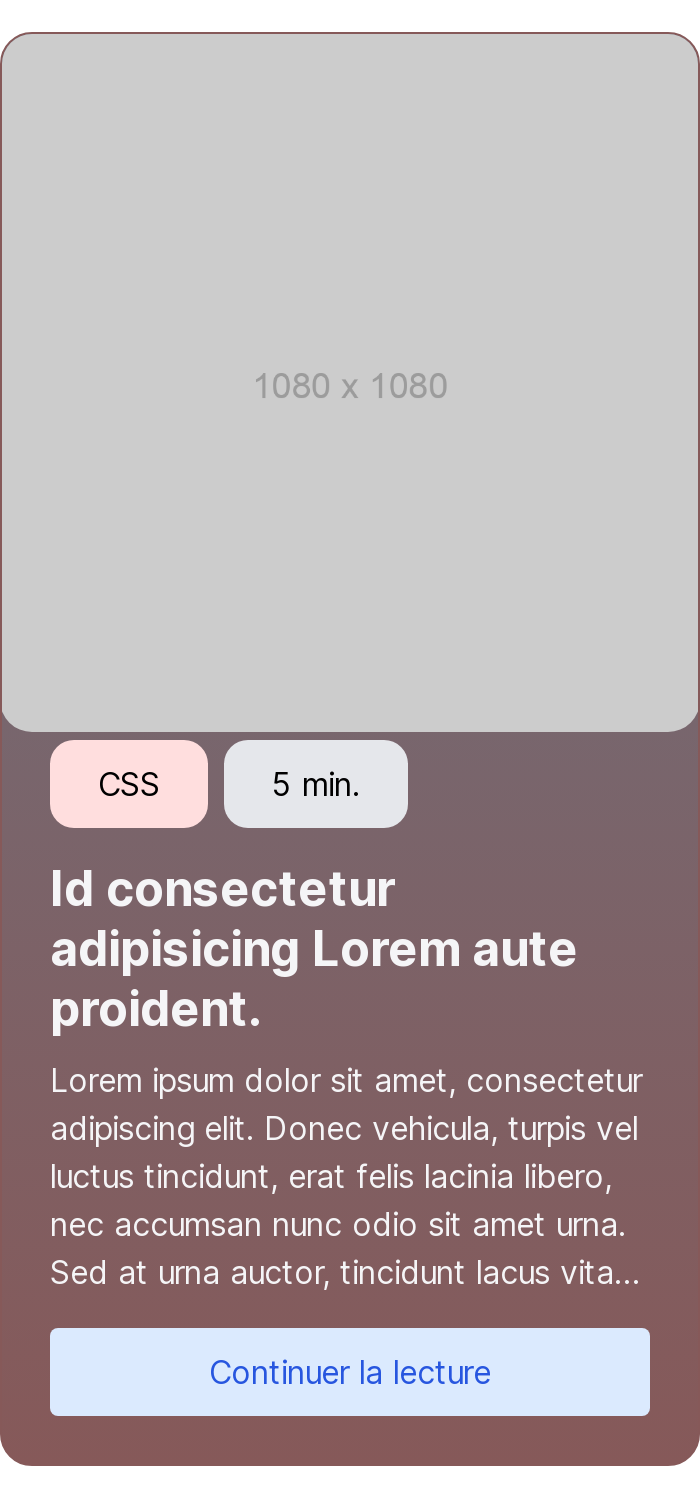 1080 x 1080
CSS
5 min.
Id consectetur
adipisicing Lorem aute
proident.
Lorem ipsum dolor sit amet, consectetur
adipiscing elit. Donec vehicula, turpis vel
luctus tincidunt, erat felis lacinia libero,
nec accumsan nunc odio sit amet urna.
Sed at urna auctor, tincidunt lacus vita...
Continuer la lecture